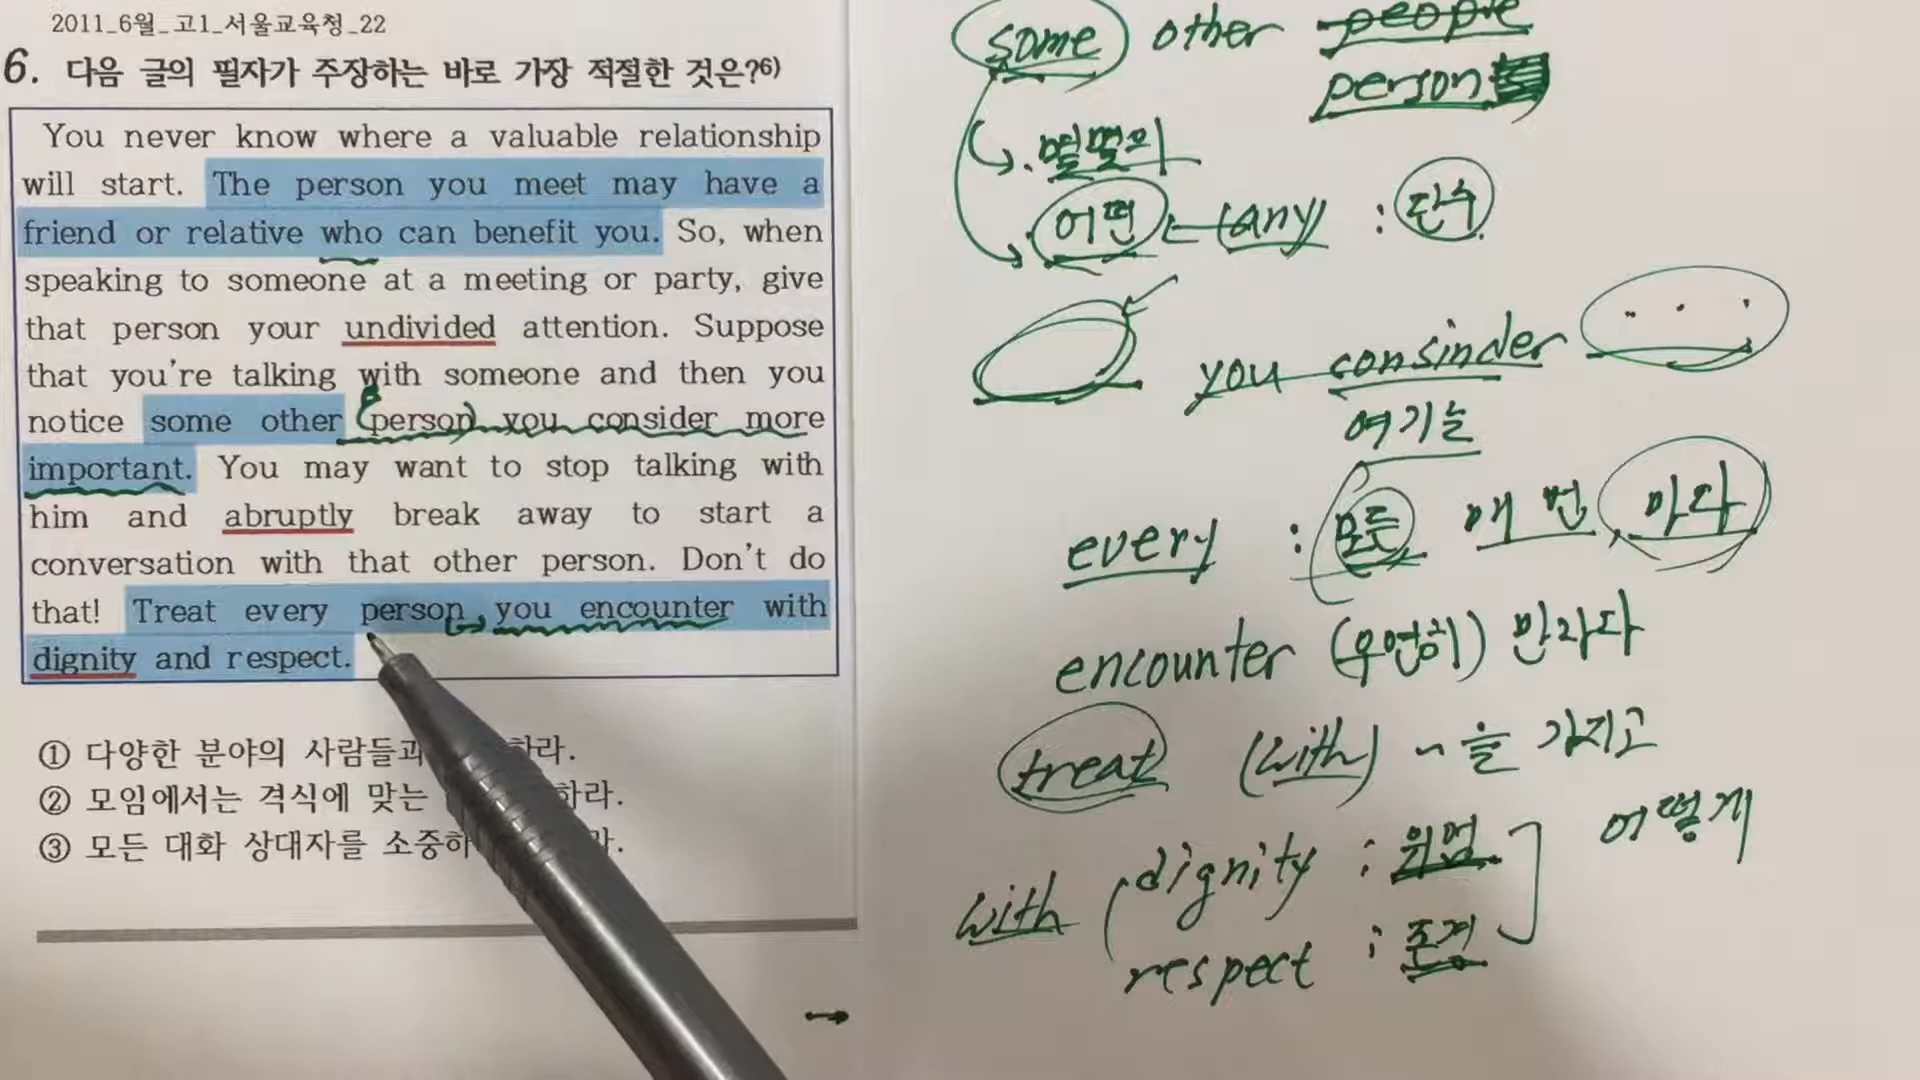 2011_6월_고1_서울교육청_22
6. 다음 글의 필자가 주장하는 바로 가장 적절한 것은?6)
You never know where a valuable relationship
will start. The person you meet may have a
friend or relative who can benefit you. So, when
speaking to someone at a meeting or party, give
that person your undivided attention. Suppose
that you're talking with someone and then you
notice some other person you consider more
important. You may want to stop talking with
him and abruptly break away to start a
conversation with that other person. Don't do
that! Treat every person you encounter with
dignity and respect.
① 다양한 분야의 사람들과 하라.
② 모임에서는 격식에 맞는 하라.
③ 모든 대화 상대자를 소중히 라.
some other people
person
몇몇의
어떤 (any) : 단수
you consinder
여기는
every : 모든 매 번 마다
encounter (우연히) 만나다
treat (with) ~을 가지고
with dignity : 위엄 어떻게
respect : 존경